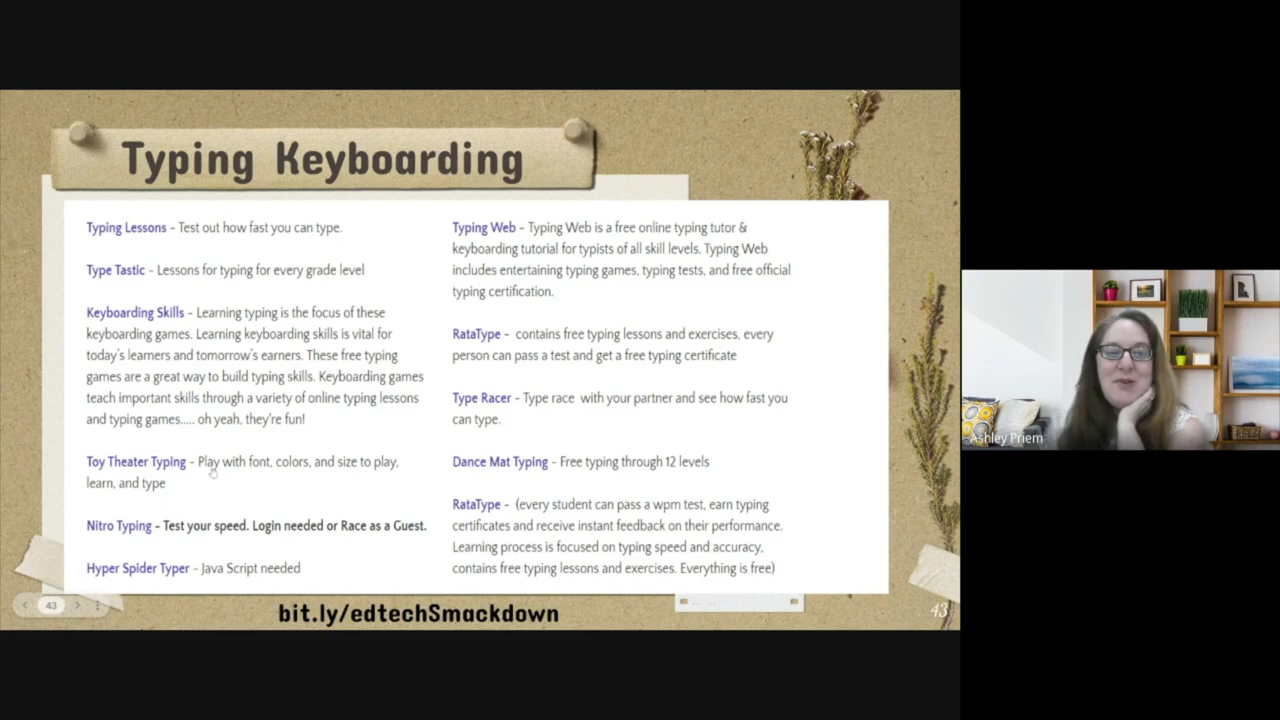 Typing Keyboarding
Typing Lessons - Test out how fast you can type.
Type Tastic - Lessons for typing for every grade level
Keyboarding Skills - Learning typing is the focus of these
keyboarding games. Learning keyboarding skills is vital for
today's learners and tomorrow's earners. These free typing
games are a great way to build typing skills. Keyboarding games
teach important skills through a variety of online typing lessons
and typing games..... oh yeah, they're fun!
Toy Theater Typing - Play with font, colors, and size to play,
learn, and type
Nitro Typing - Test your speed. Login needed or Race as a Guest.
Hyper Spider Typer - Java Script needed
Typing Web - Typing Web is a free online typing tutor &
keyboarding tutorial for typists of all skill levels. Typing Web
includes entertaining typing games, typing tests, and free official
typing certification.
RataType - contains free typing lessons and exercises, every
person can pass a test and get a free typing certificate
Type Racer - Type race with your partner and see how fast you
can type.
Dance Mat Typing - Free typing through 12 levels
RataType - (every student can pass a wpm test, earn typing
certificates and receive instant feedback on their performance.
Learning process is focused on typing speed and accuracy,
contains free typing lessons and exercises. Everything is free)
43
bit.ly/edtechSmackdown
43
Ashley Priem